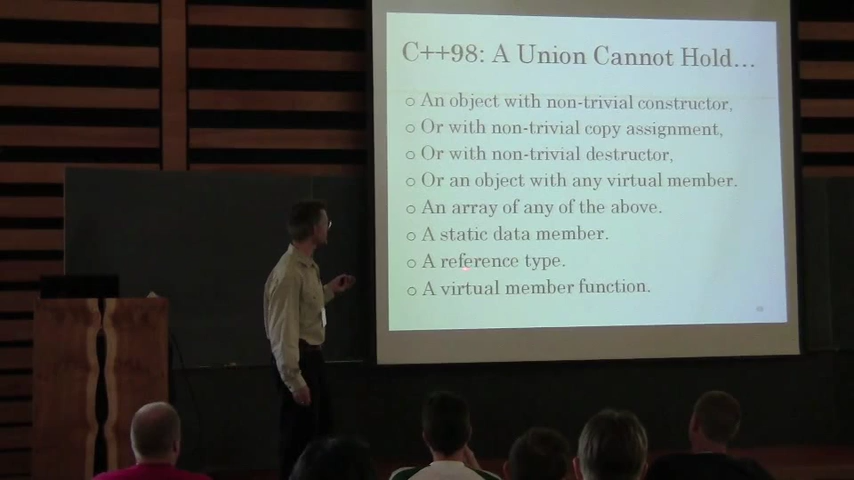 C++98: A Union Cannot Hold…
○ An object with non-trivial constructor,
○ Or with non-trivial copy assignment,
○ Or with non-trivial destructor,
○ Or an object with any virtual member.
○ An array of any of the above.
○ A static data member.
○ A reference type.
○ A virtual member function.